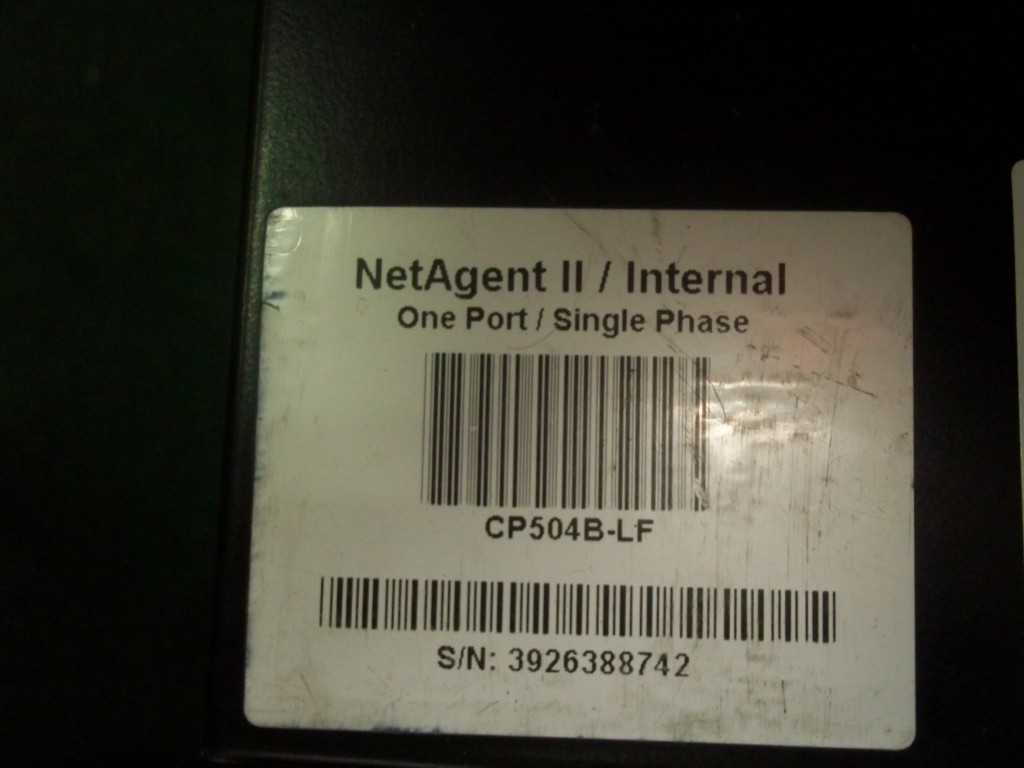 NetAgent II / Internal
One Port / Single Phase
CP504B-LF
S/N: 3926388742